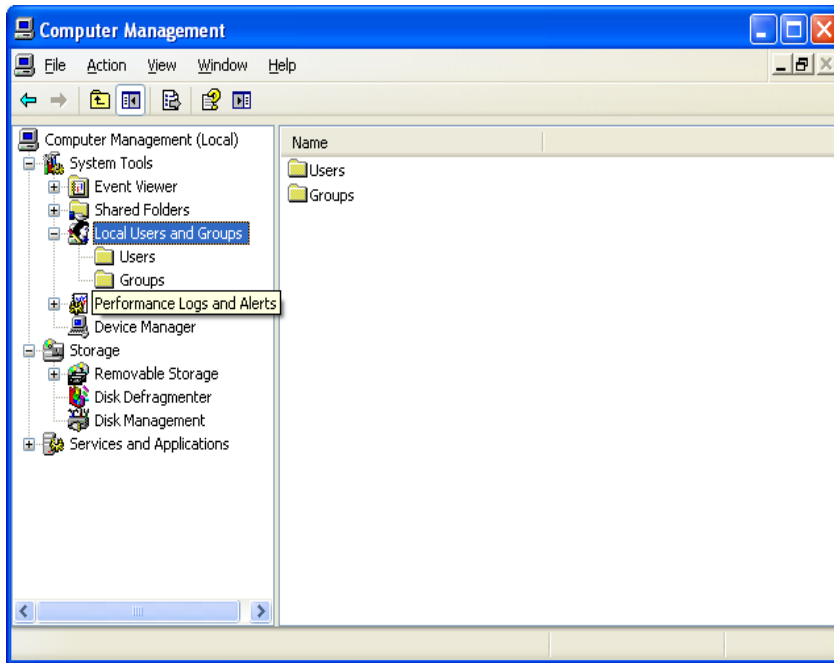 Computer Management
File Action View Window Help
Computer Management (Local)
System Tools
Event Viewer
Shared Folders
Local Users and Groups
Users
Groups
Performance Logs and Alerts
Device Manager
Storage
Removable Storage
Disk Defragmenter
Disk Management
Services and Applications
Name
Users
Groups